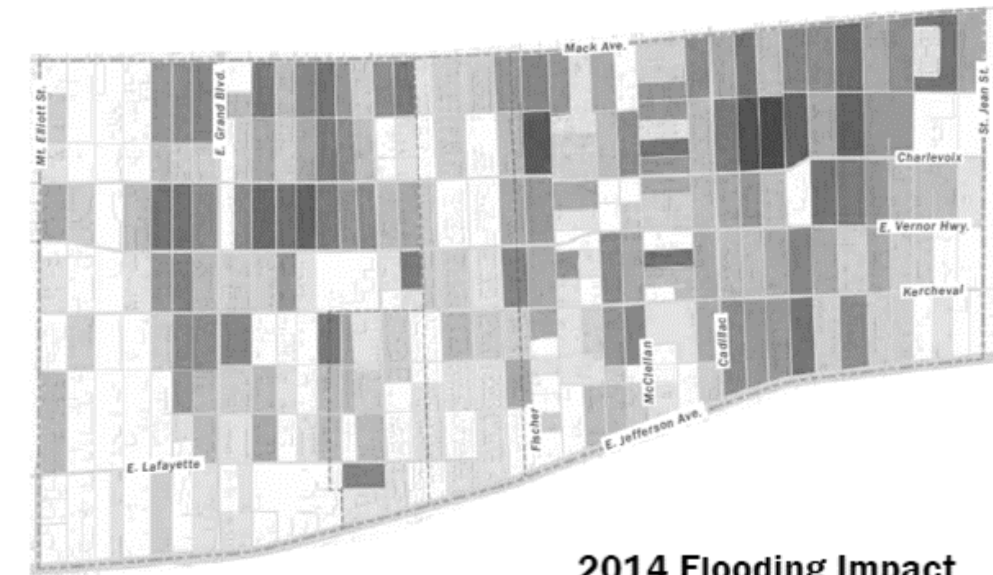 Mack Ave.
Mt. Elliott St.
E. Grand Blvd.
St. Jean St.
Charlevoix
E. Vernor Hwy.
Kercheval
Cadillac
McClellan
Fischer
E. Jefferson Ave.
E. Lafayette
2014 Flooding Impact